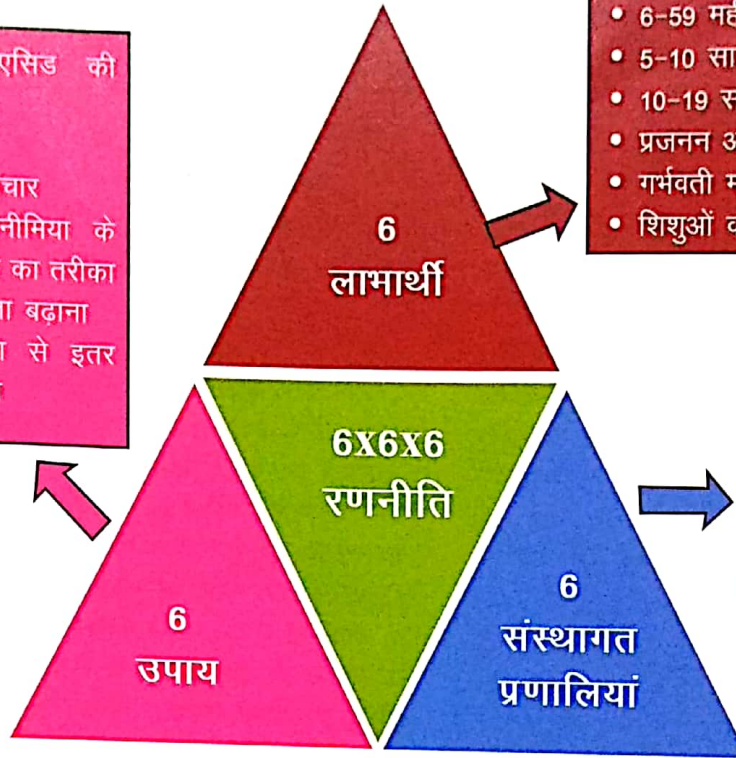 एसिड की
चार
नीमिया के
का तरीका
बढ़ाना
से इतर
6
लाभार्थी
• 6-59
• 5-10
• 10-19
• प्रजनन
• गर्भवती
• शिशुओं
6X6X6
रणनीति
6
उपाय
6
संस्थागत
प्रणालियां